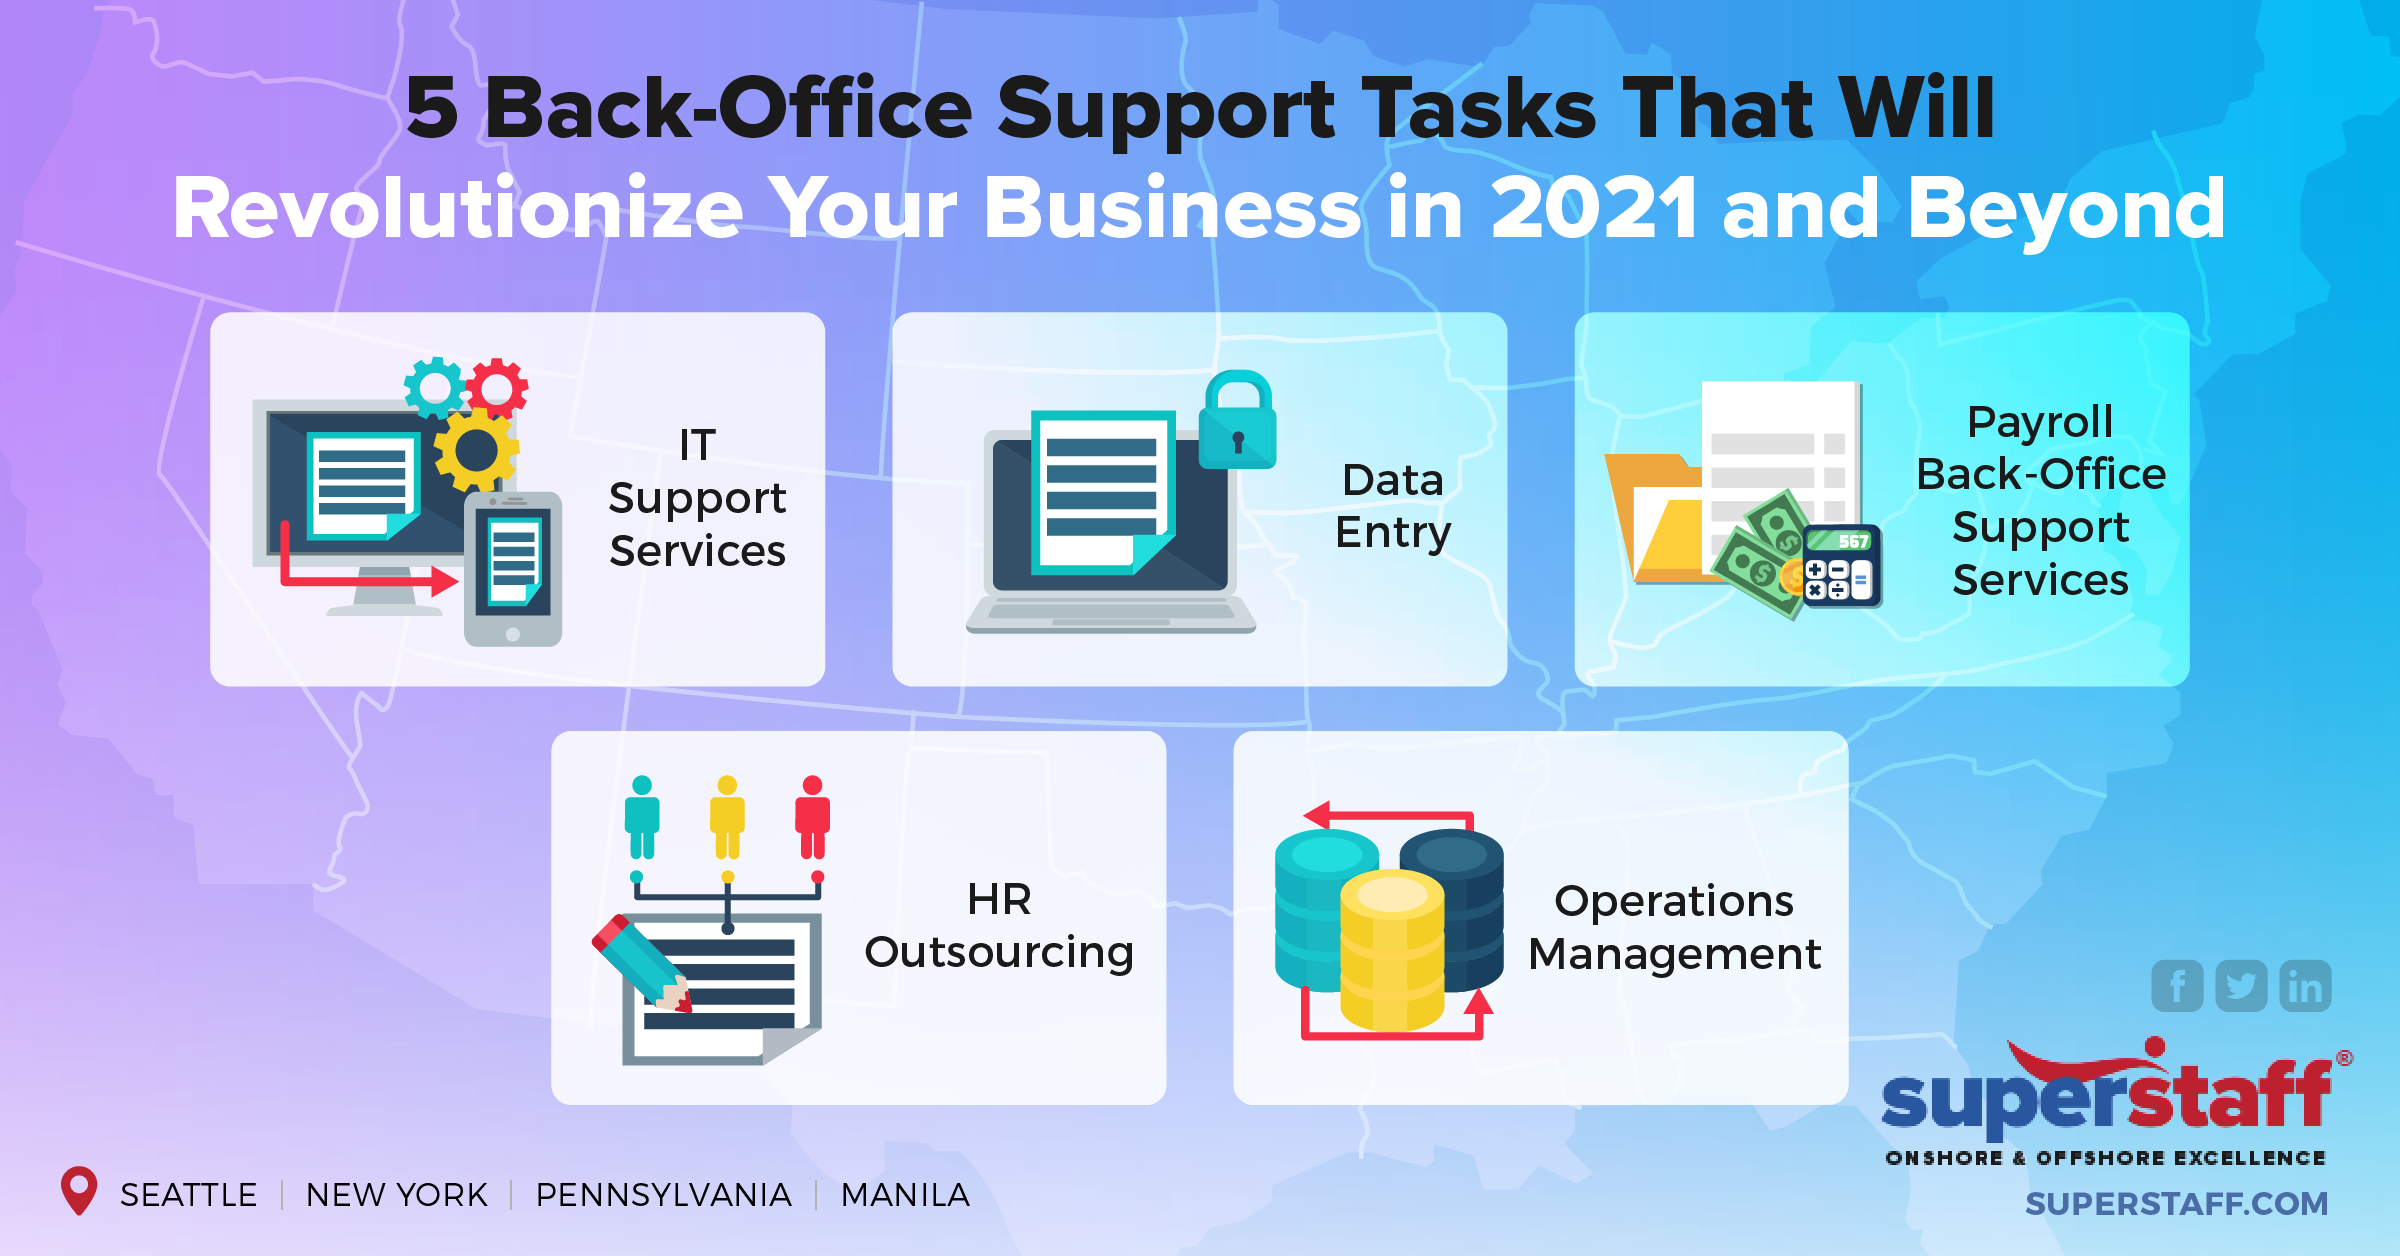 5 Back-Office Support Tasks That Will
Revolutionize Your Business in 2021 and Beyond
IT
Support
Services
Data
Entry
567
Payroll
Back-Office
Support
Services
HR
Outsourcing
Operations
Management
superstaff®
ONSHORE & OFFSHORE EXCELLENCE
SUPERSTAFF.COM
SEATTLE | NEW YORK | PENNSYLVANIA | MANILA